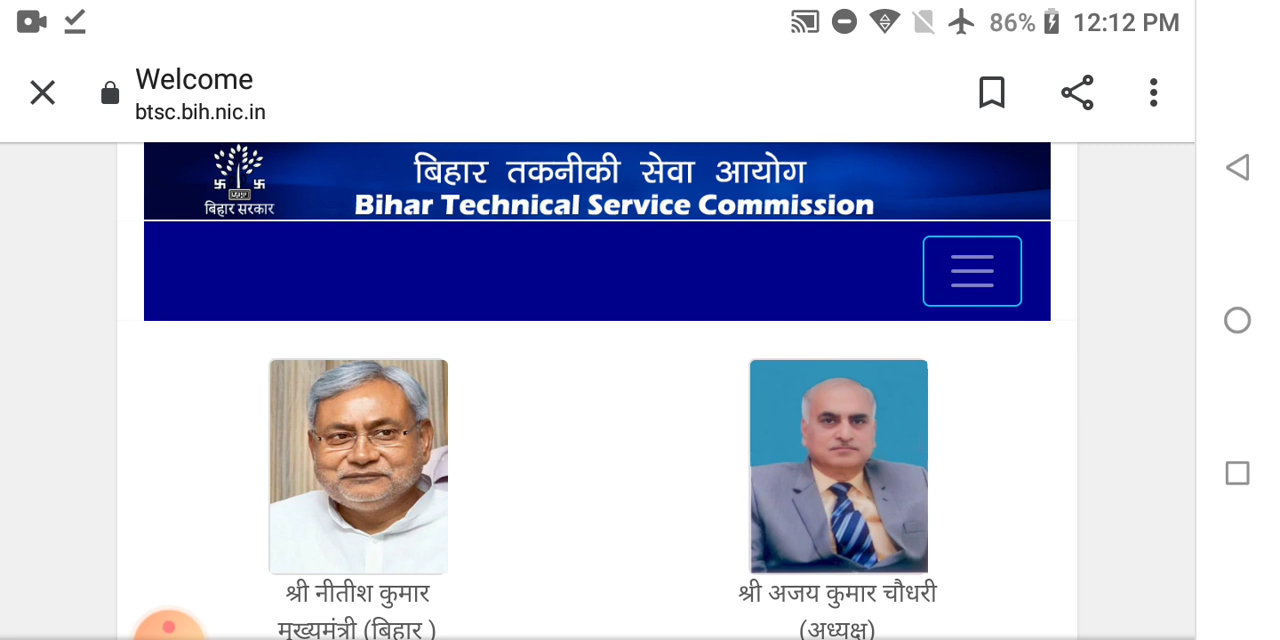 86% 12:12 PM
Welcome
btsc.bih.nic.in
बिहार तकनीकी सेवा आयोग
Bihar Technical Service Commission
बिहार सरकार
श्री नीतीश कुमार
मुख्यमंत्री (बिहार )
श्री अजय कुमार चौधरी
(अध्यक्ष)